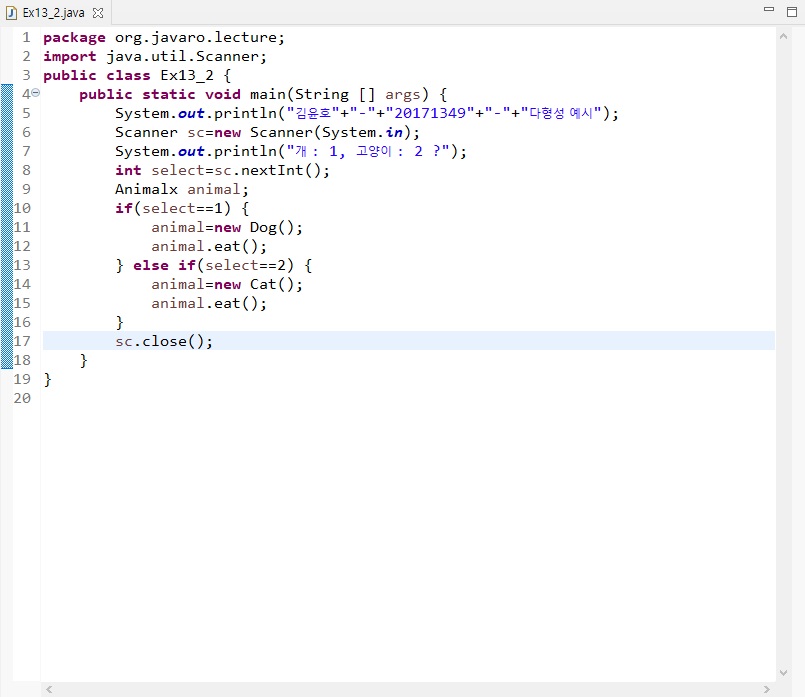 Ex13_2.java
1 package org.javaro.lecture;
2 import java.util.Scanner;
3 public class Ex13_2 {
4 public static void main(String [] args) {
5 System.out.println("김윤호"+"-"+"20171349"+"-"+"다형성 예시");
6 Scanner sc=new Scanner(System.in);
7 System.out.println("개 : 1, 고양이 : 2 ?");
8 int select=sc.nextInt();
9 Animalx animal;
10 if(select==1) {
11 animal=new Dog();
12 animal.eat();
13 } else if(select==2) {
14 animal=new Cat();
15 animal.eat();
16 }
17 sc.close();
18 }
19 }
20